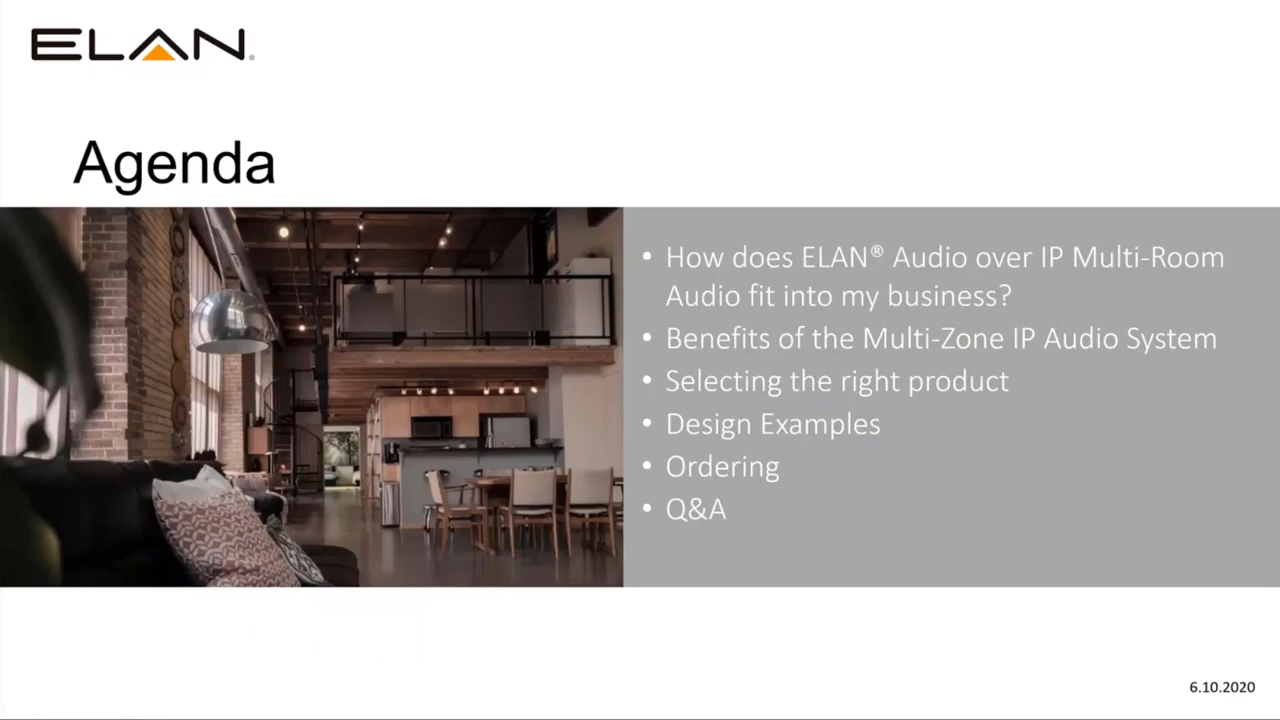 ELAN®
Agenda
• How does ELAN® Audio over IP Multi-Room
Audio fit into my business?
• Benefits of the Multi-Zone IP Audio System
• Selecting the right product
• Design Examples
• Ordering
• Q&A
6.10.2020